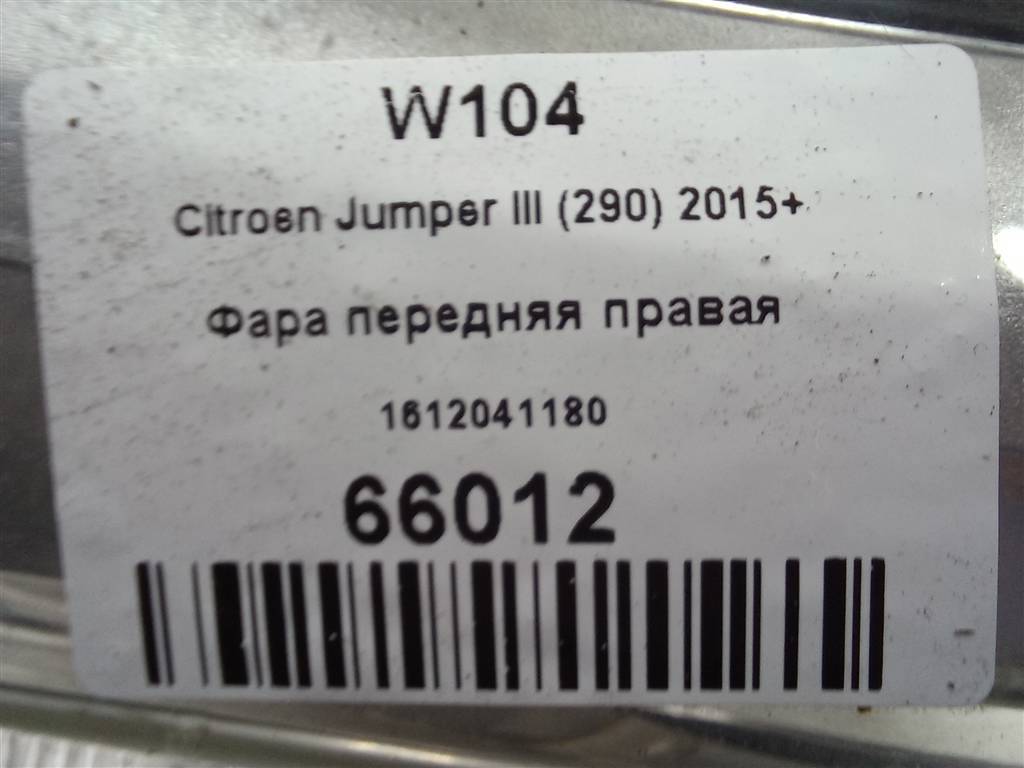 W104
Citroen Jumper III (290) 2015+
Фара передняя правая
1612041180
66012